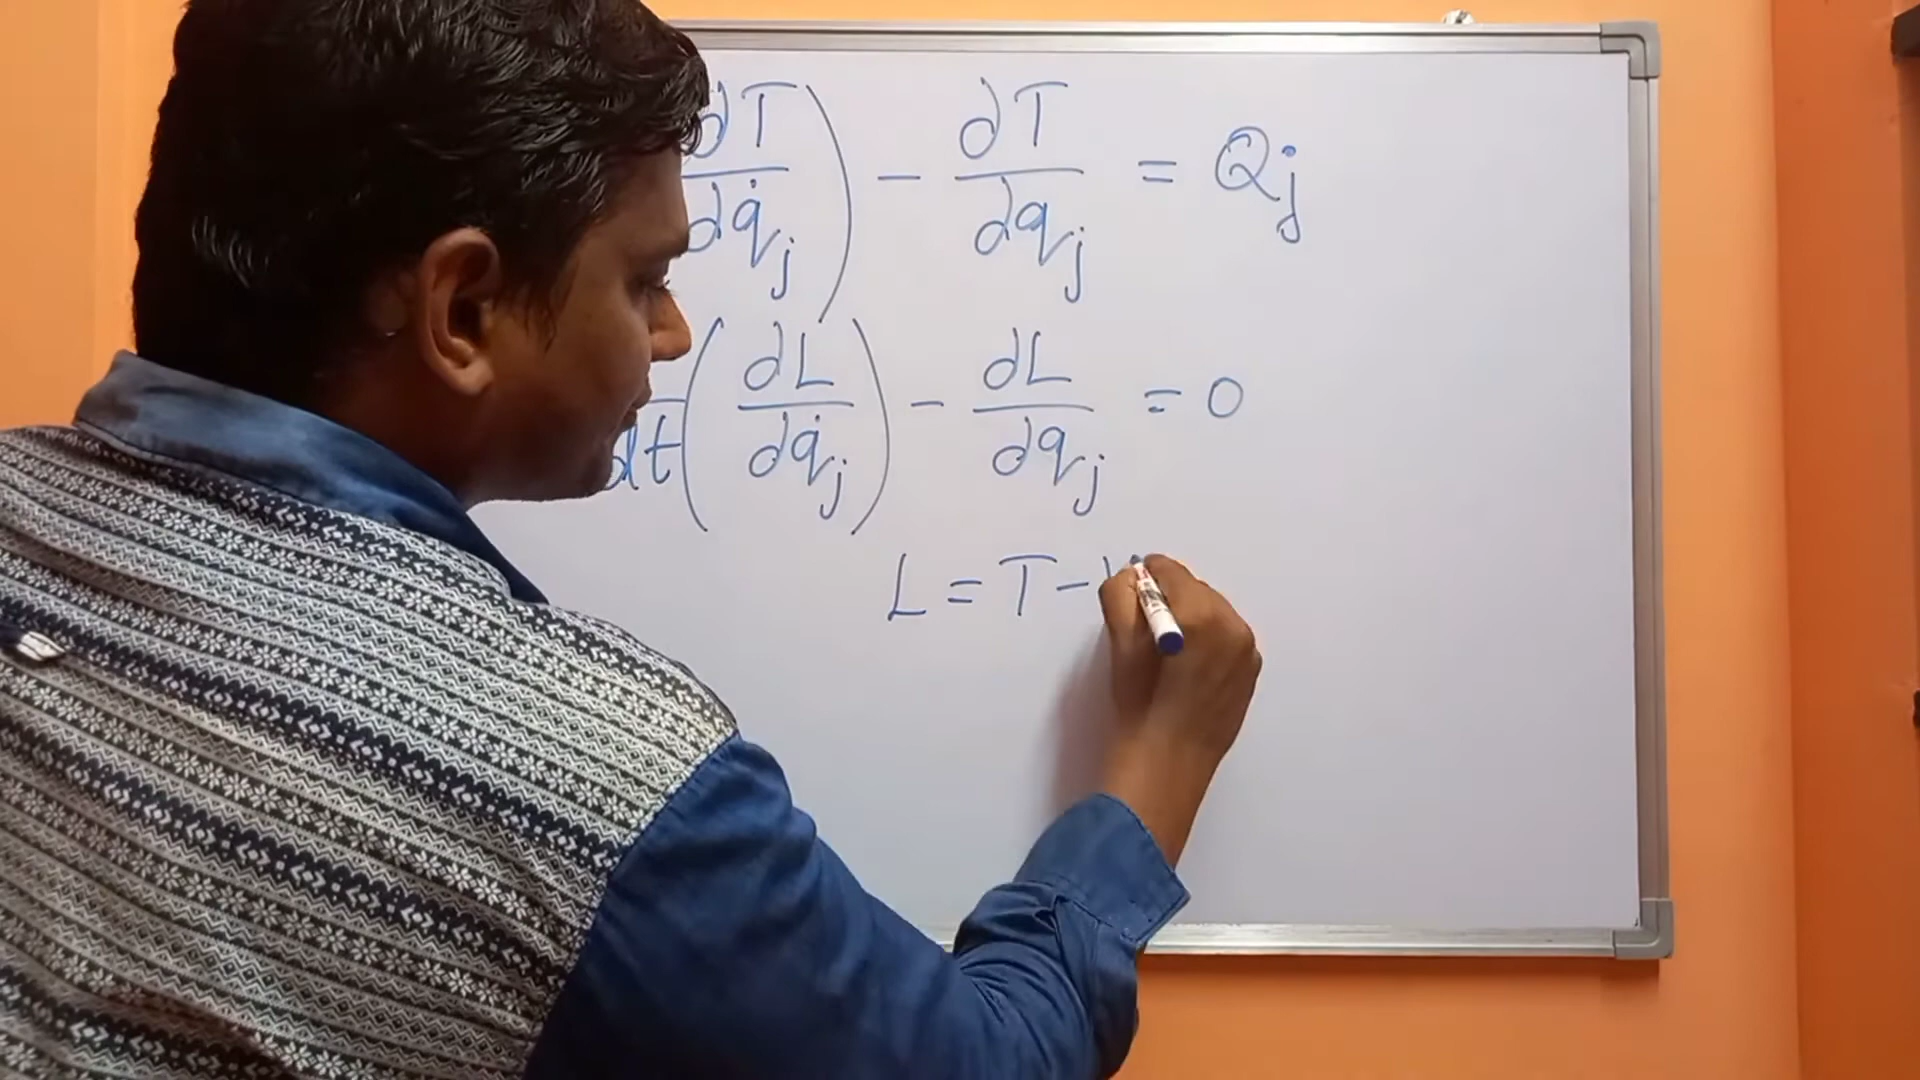 ∂T/∂q̇j) - ∂T/∂qj = Qj
dt(∂L/∂q̇j) - ∂L/∂qj = 0
L = T -